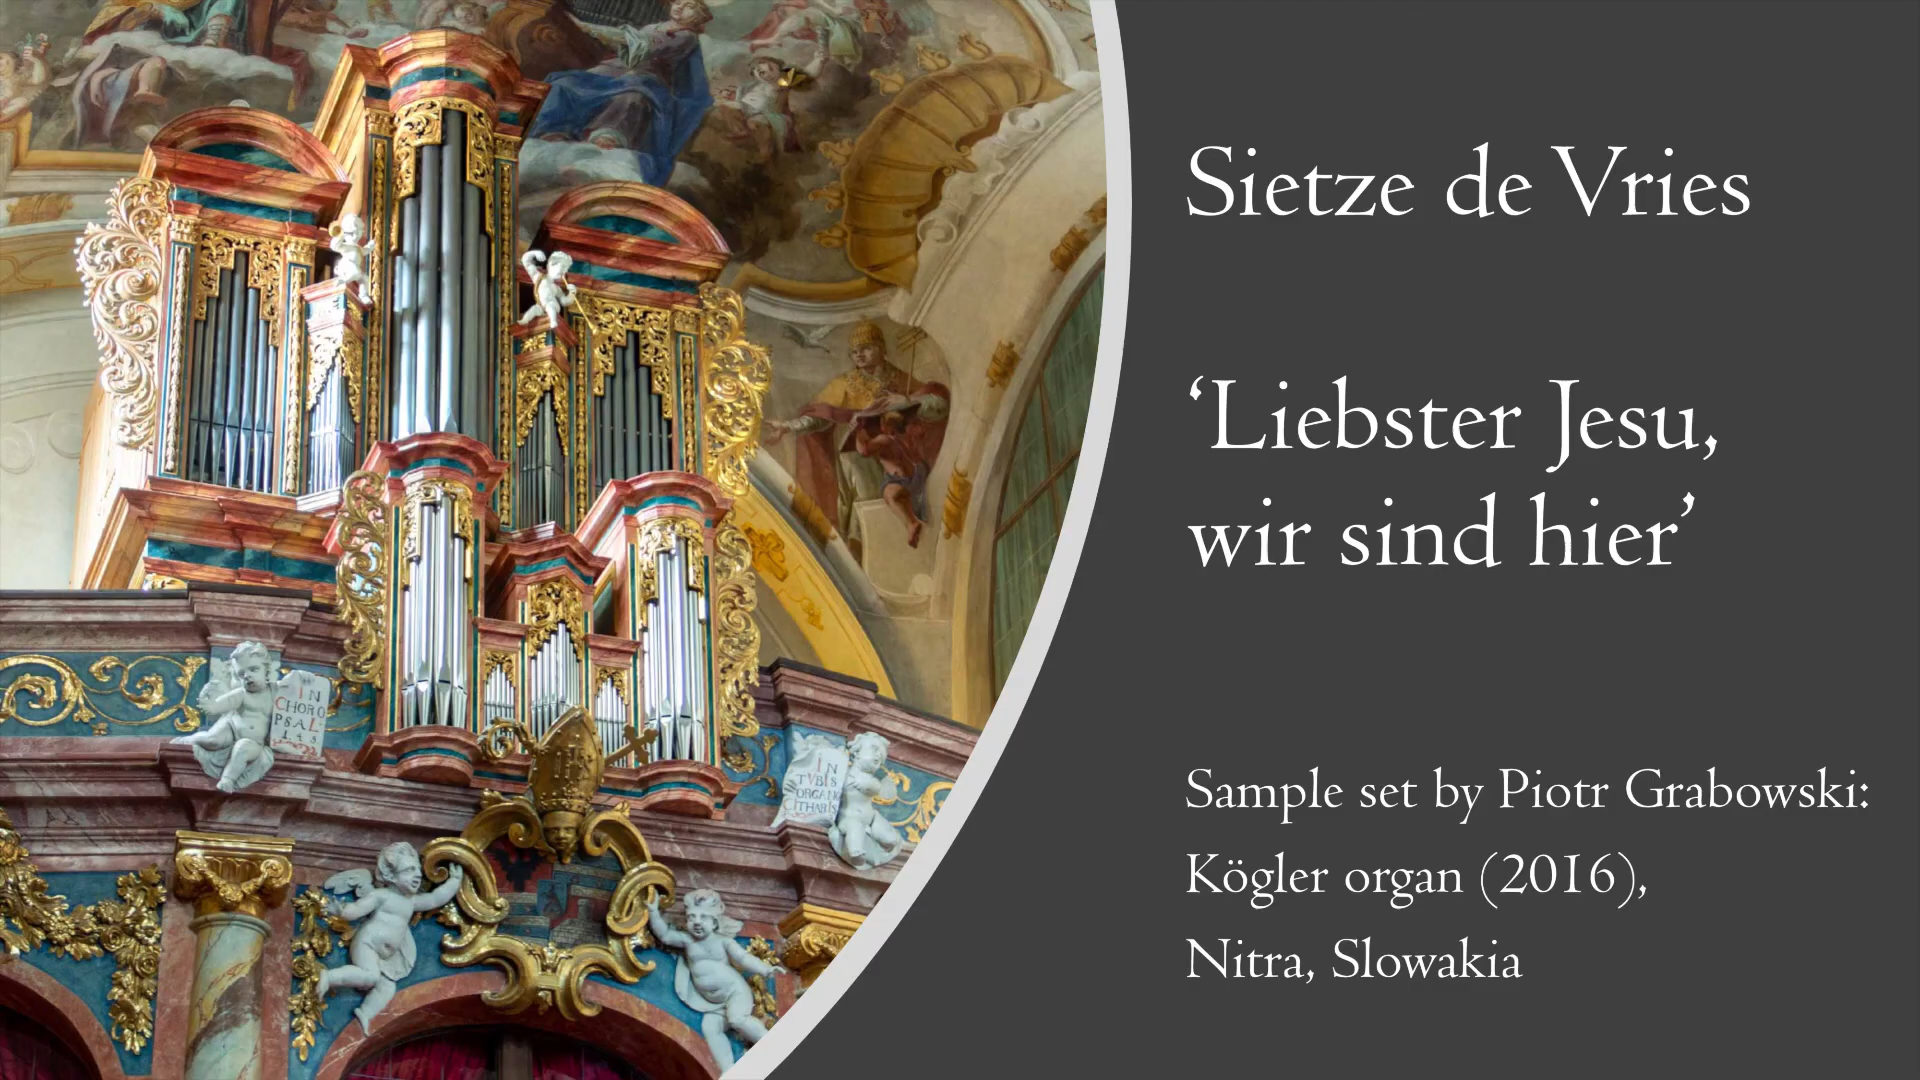 Sietze de Vries
‘Liebster Jesu,
wir sind hier’
Sample set by Piotr Grabowski:
Kögler organ (2016),
Nitra, Slowakia
IN
CHORO
PSAL
IN
TVBIS
ORGANO
CITHARIS